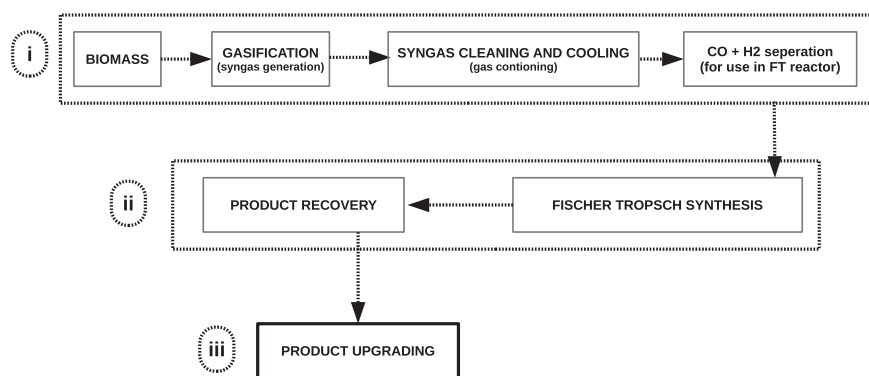 i
BIOMASS
GASIFICATION
(syngas generation)
SYNGAS CLEANING AND COOLING
(gas contioning)
CO + H2 seperation
(for use in FT reactor)
ii
PRODUCT RECOVERY
FISCHER TROPSCH SYNTHESIS
iii
PRODUCT UPGRADING